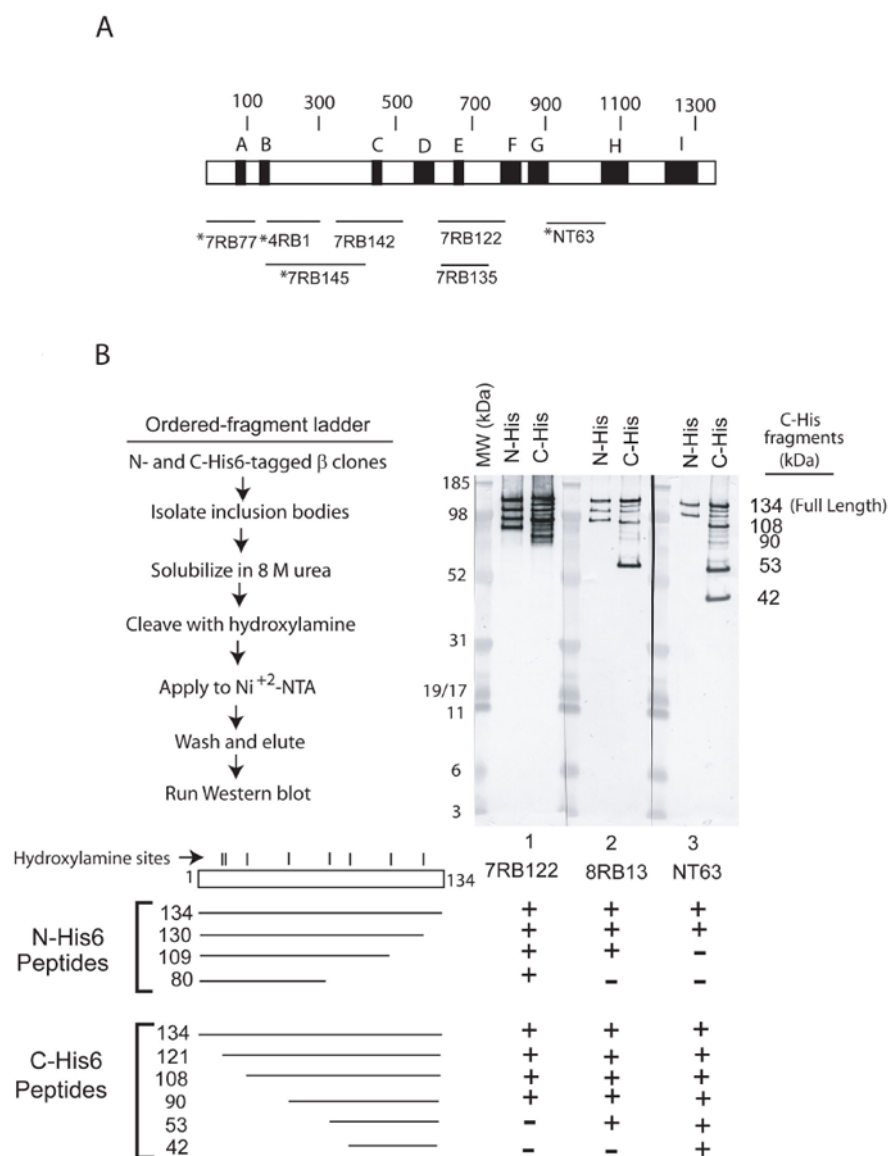 A
100 300 500 700 900 1100 1300
A B C D E F G H I
*7RB77 *4RB1 7RB142 7RB122 *NT63
*7RB145 7RB135
B
Ordered-fragment ladder
N- and C-His6-tagged β clones
Isolate inclusion bodies
Solubilize in 8 M urea
Cleave with hydroxylamine
Apply to Ni+2-NTA
Wash and elute
Run Western blot
MW (kDa)
N-His
C-His
N-His
C-His
N-His
C-His
C-His
fragments
(kDa)
185
98
52
31
19/17
11
6
3
134 (Full Length)
108
90
53
42
1 2 3
7RB122 8RB13 NT63
Hydroxylamine sites
1 134
N-His6
Peptides
134 + + +
130 + + +
109 + + -
80 + - -
C-His6
Peptides
134 + + +
121 + + +
108 + + +
90 + + +
53 - + +
42 - - +